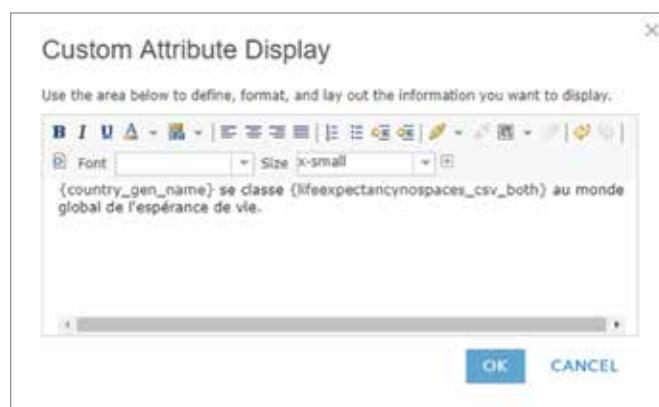 Custom Attribute Display
Use the area below to define, format, and lay out the information you want to display.
B I U A
Font Size x-small
{country_gen_name} se classe {lifeexpectancynospaces_csv_both} au monde
global de l'espérance de vie.
OK CANCEL